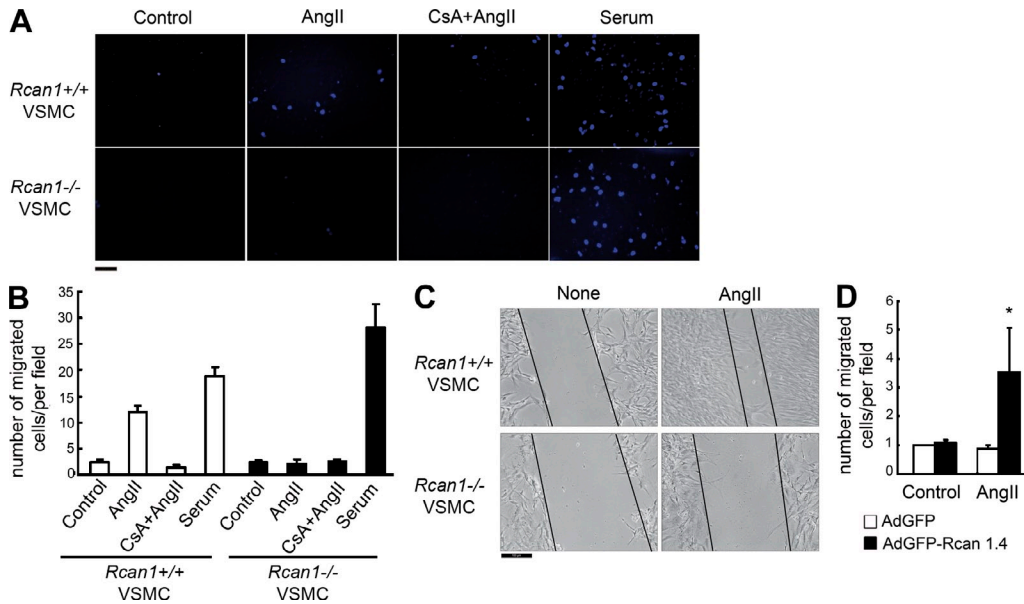 A
Control
AngII
CsA+AngII
Serum
Rcan1+/+
VSMC
Rcan1-/-
VSMC
B
number of migrated
cells/per field
35
30
25
20
15
10
5
0
Control
AngII
CsA+AngII
Serum
Control
AngII
CsA+AngII
Serum
Rcan1+/+
VSMC
Rcan1-/-
VSMC
C
None
AngII
Rcan1+/+
VSMC
Rcan1-/-
VSMC
D
number of migrated
cells/per field
6
5
4
3
2
1
0
*
Control
AngII
AdGFP
AdGFP-Rcan 1.4